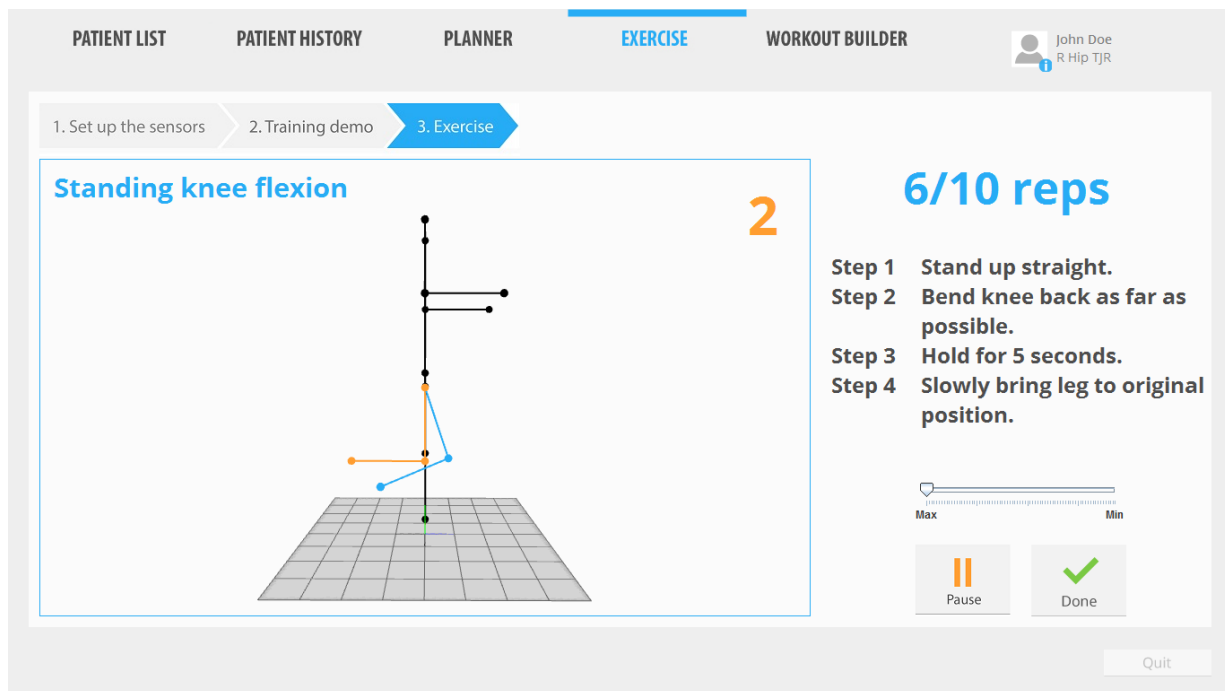 PATIENT LIST PATIENT HISTORY PLANNER EXERCISE WORKOUT BUILDER
John Doe
R Hip TJR
i
1. Set up the sensors 2. Training demo 3. Exercise
Standing knee flexion
2
6/10 reps
Step 1 Stand up straight.
Step 2 Bend knee back as far as
possible.
Step 3 Hold for 5 seconds.
Step 4 Slowly bring leg to original
position.
Max Min
Pause Done
Quit